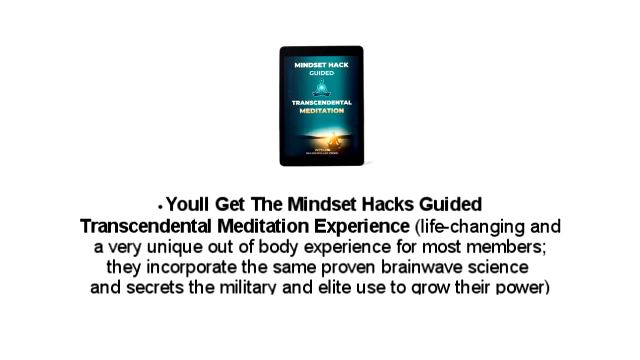 MINDSET HACK
GUIDED
TRANSCENDENTAL
MEDITATION
• Youll Get The Mindset Hacks Guided
Transcendental Meditation Experience (life-changing and
a very unique out of body experience for most members;
they incorporate the same proven brainwave science
and secrets the military and elite use to grow their power)